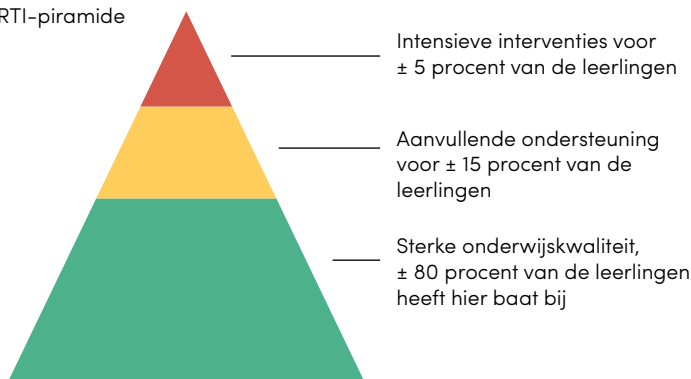 RTI-piramide
Intensieve interventies voor
± 5 procent van de leerlingen
Aanvullende ondersteuning
voor ± 15 procent van de
leerlingen
Sterke onderwijskwaliteit,
± 80 procent van de leerlingen
heeft hier baat bij